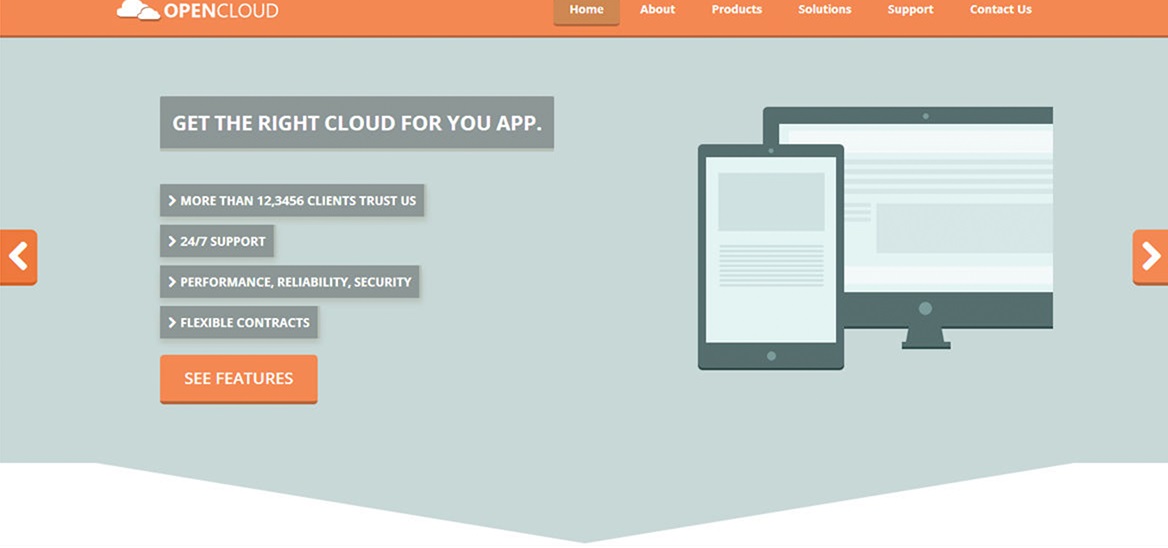 OPENCLOUD
Home About Products Solutions Support Contact Us
GET THE RIGHT CLOUD FOR YOU APP.
MORE THAN 12,3456 CLIENTS TRUST US
24/7 SUPPORT
PERFORMANCE, RELIABILITY, SECURITY
FLEXIBLE CONTRACTS
SEE FEATURES